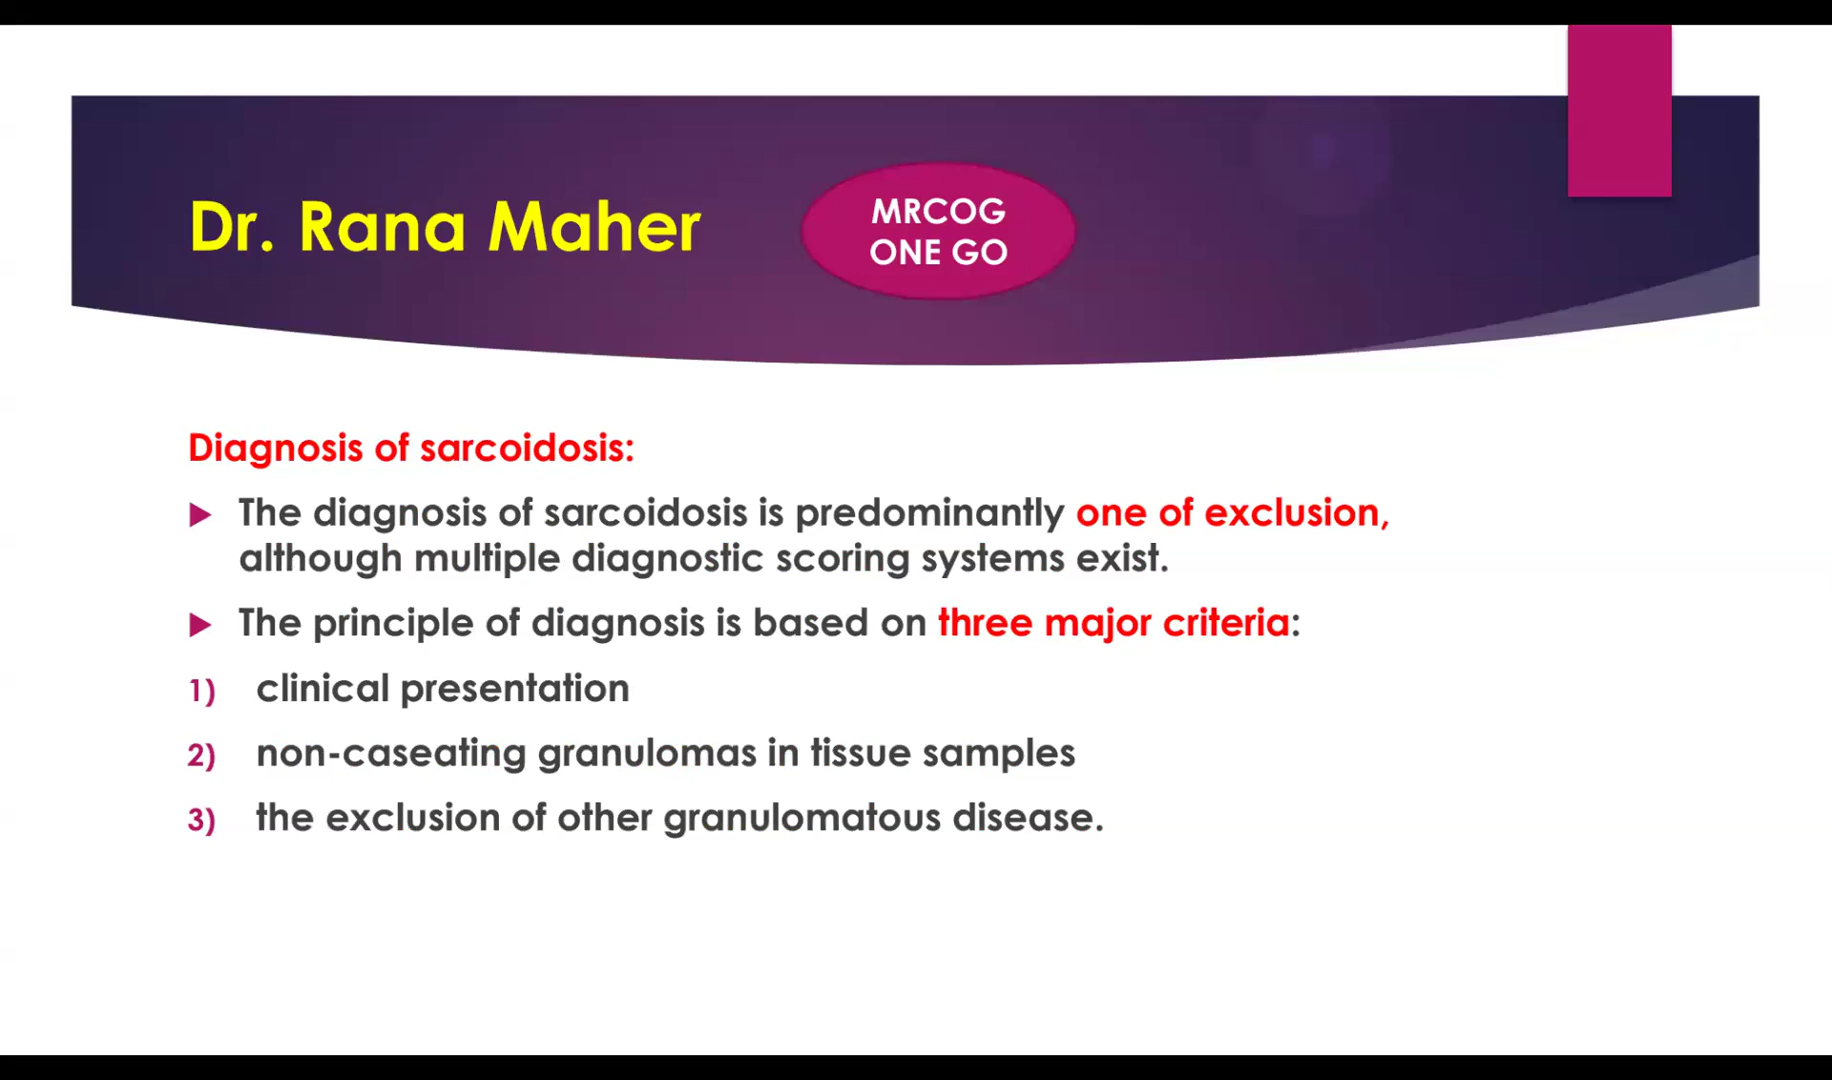 Dr. Rana Maher
MRCOG
ONE GO
Diagnosis of sarcoidosis:
The diagnosis of sarcoidosis is predominantly one of exclusion,
although multiple diagnostic scoring systems exist.
The principle of diagnosis is based on three major criteria:
1) clinical presentation
2) non-caseating granulomas in tissue samples
3) the exclusion of other granulomatous disease.